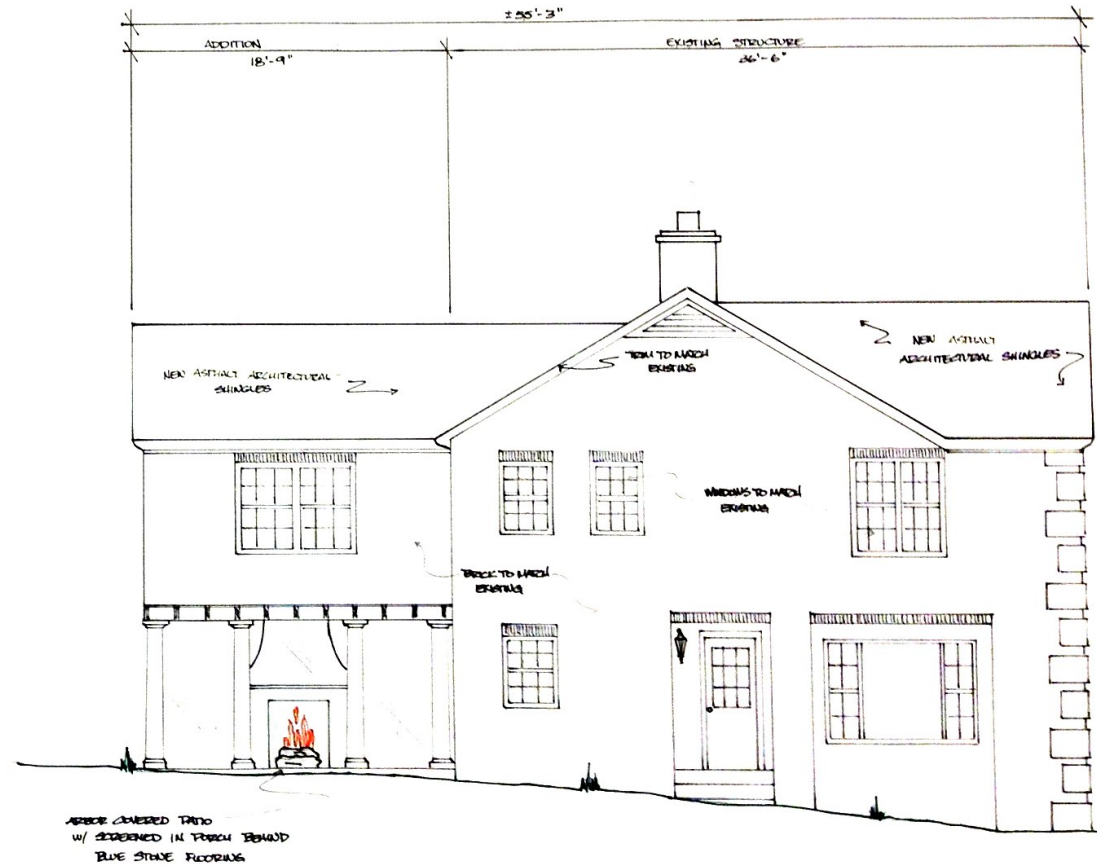 ±55'-3"
ADDITION
18'-9"
EXISTING STRUCTURE
36'-6"
NEW ASPHALT ARCHITECTURAL
SHINGLES
TRIM TO MATCH
EXISTING
NEW ASPHALT
ARCHITECTURAL SHINGLES
WINDOWS TO MATCH
EXISTING
BRICK TO MATCH
EXISTING
ARBOR COVERED PATIO
W/ SCREENED IN PORCH BEHIND
BLUE STONE FLOORING